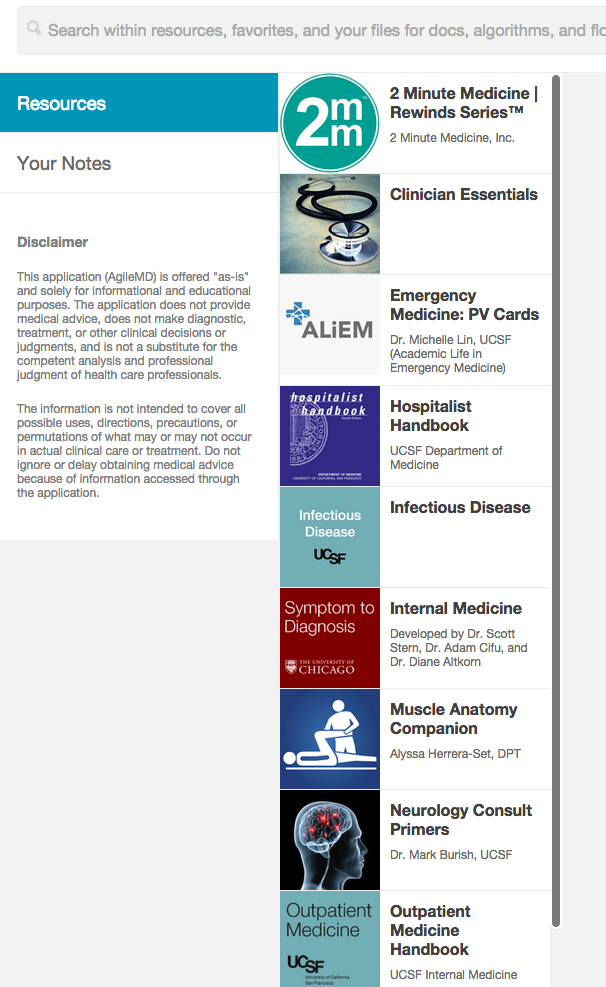 Search within resources, favorites, and your files for docs, algorithms, and flo
Resources
Your Notes
Disclaimer
This application (AgileMD) is offered "as-is"
and solely for informational and educational
purposes. The application does not provide
medical advice, does not make diagnostic,
treatment, or other clinical decisions or
judgments, and is not a substitute for the
competent analysis and professional
judgment of health care professionals.
The information is not intended to cover all
possible uses, directions, precautions, or
permutations of what may or may not occur
in actual clinical care or treatment. Do not
ignore or delay obtaining medical advice
because of information accessed through
the application.
2m
m
2 Minute Medicine |
Rewinds Series™
2 Minute Medicine, Inc.
Clinician Essentials
ALiEM
Emergency
Medicine: PV Cards
Dr. Michelle Lin, UCSF
(Academic Life in
Emergency Medicine)
hospitalist
handbook
DEPARTMENT OF MEDICINE
UNIVERSITY OF CALIFORNIA, SAN FRANCISCO
Hospitalist
Handbook
UCSF Department of
Medicine
Infectious
Disease
UCSF
Infectious Disease
Symptom to
Diagnosis
THE UNIVERSITY OF
CHICAGO
Internal Medicine
Developed by Dr. Scott
Stern, Dr. Adam Cifu, and
Dr. Diane Altkorn
Muscle Anatomy
Companion
Alyssa Herrera-Set, DPT
Neurology Consult
Primers
Dr. Mark Burish, UCSF
Outpatient
Medicine
UCSF
University of California
San Francisco
Outpatient
Medicine
Handbook
UCSF Internal Medicine